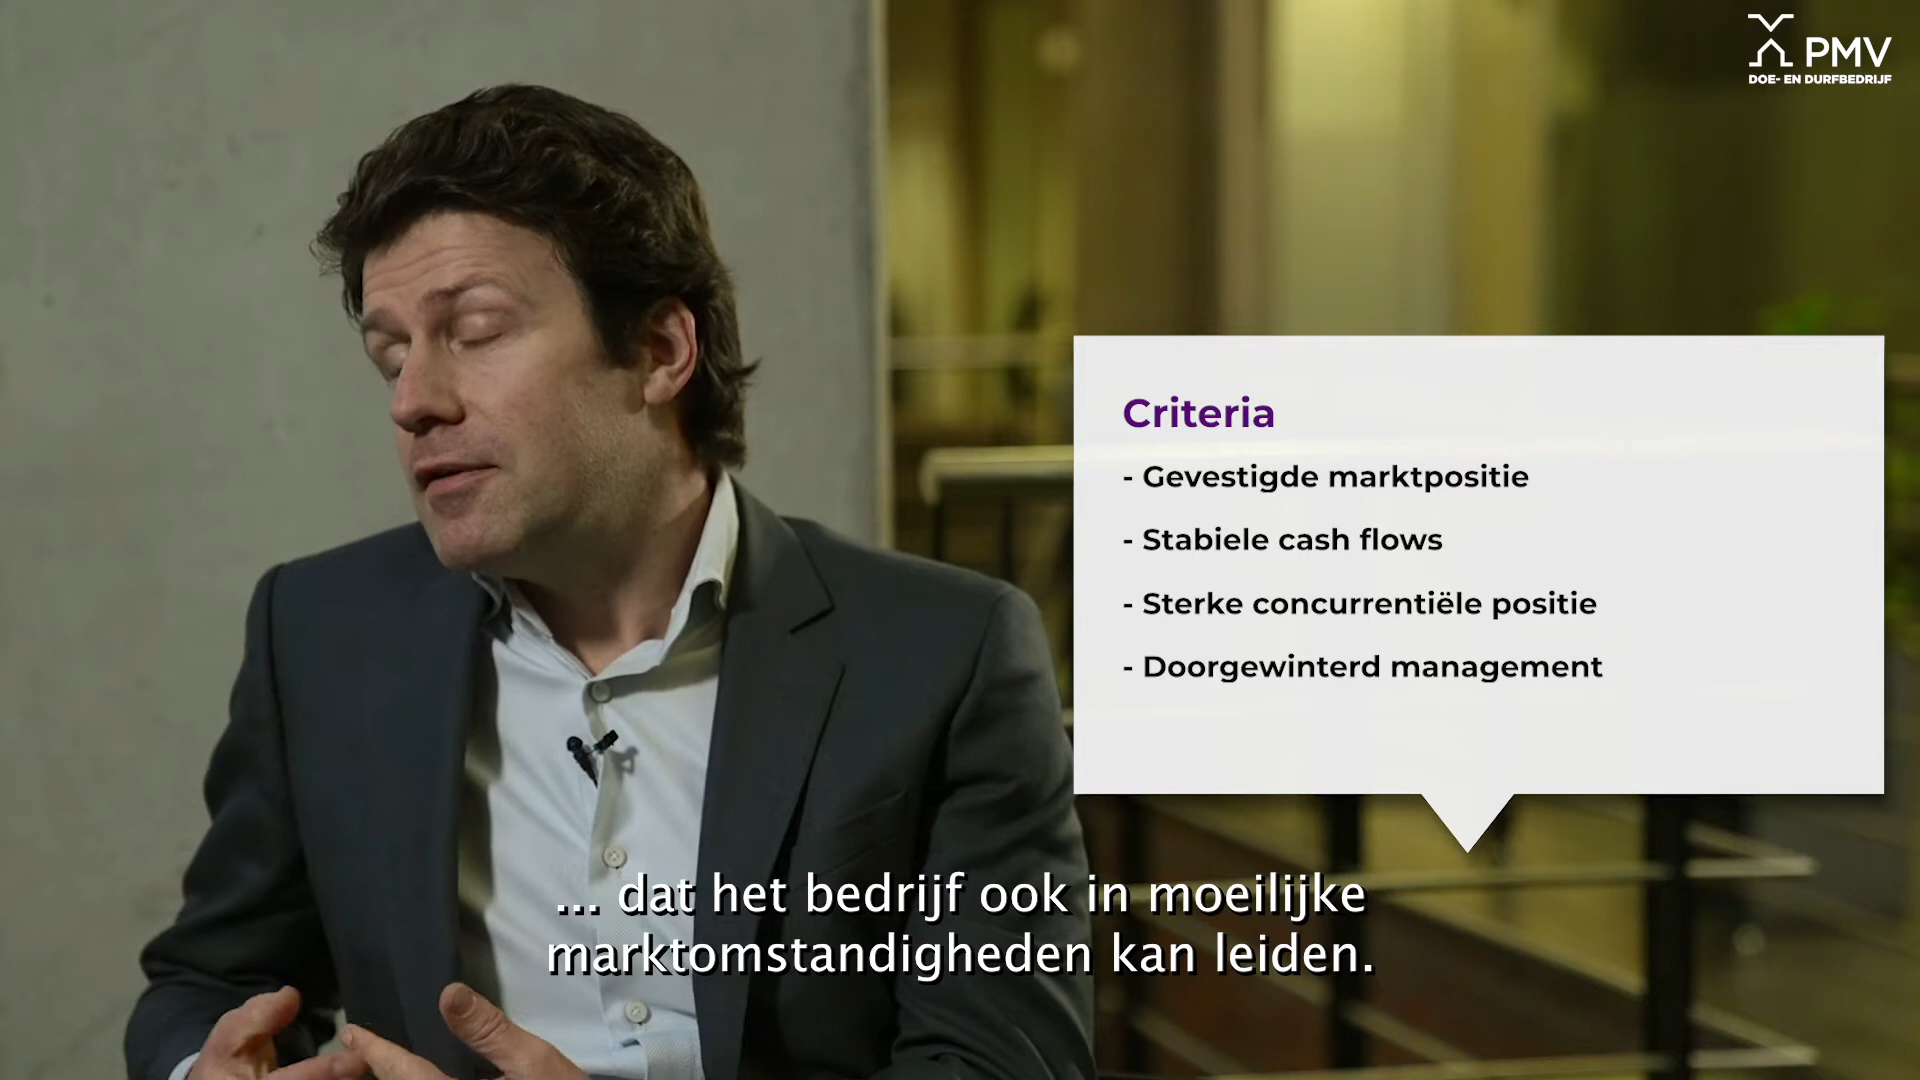 PMV
DOE- EN DURFBEDRIJF
Criteria
- Gevestigde marktpositie
- Stabiele cash flows
- Sterke concurrentiële positie
- Doorgewinterd management
... dat het bedrijf ook in moeilijke
marktomstandigheden kan leiden.